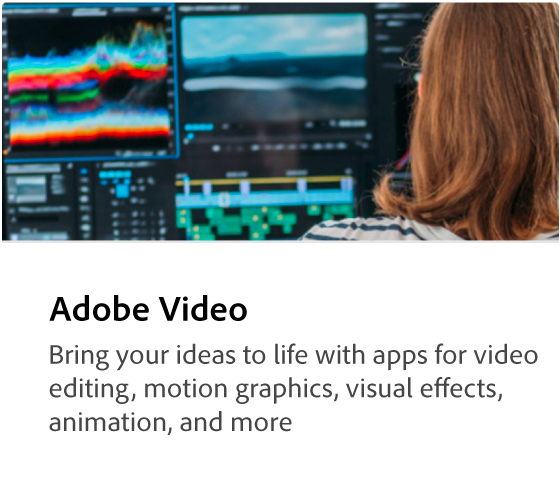 Adobe Video
Bring your ideas to life with apps for video
editing, motion graphics, visual effects,
animation, and more